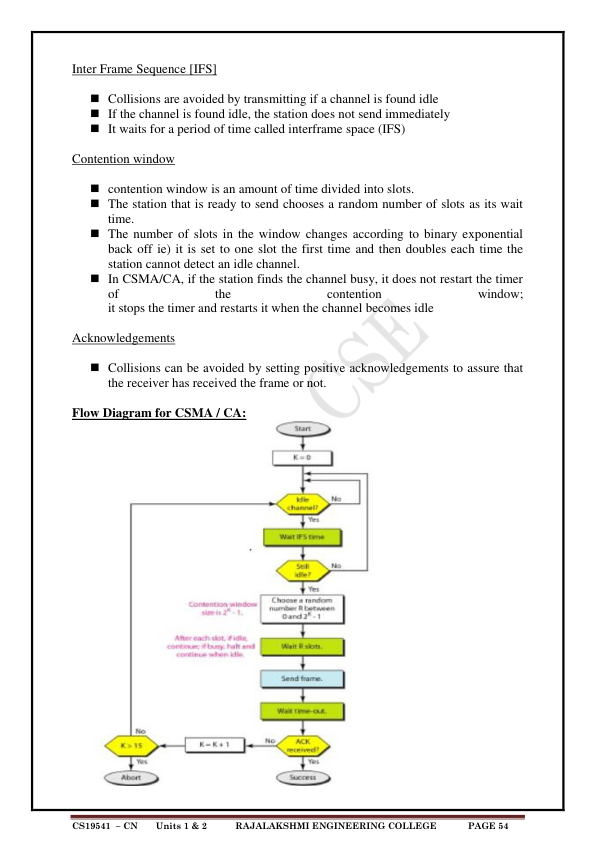 Inter Frame Sequence [IFS]
■ Collisions are avoided by transmitting if a channel is found idle
■ If the channel is found idle, the station does not send immediately
■ It waits for a period of time called interframe space (IFS)
Contention window
■ contention window is an amount of time divided into slots.
■ The station that is ready to send chooses a random number of slots as its wait
time.
■ The number of slots in the window changes according to binary exponential
back off ie) it is set to one slot the first time and then doubles each time the
station cannot detect an idle channel.
■ In CSMA/CA, if the station finds the channel busy, it does not restart the timer
of the contention window;
it stops the timer and restarts it when the channel becomes idle
Acknowledgements
■ Collisions can be avoided by setting positive acknowledgements to assure that
the receiver has received the frame or not.
CSE
Flow Diagram for CSMA / CA:
Start
K = 0
Idle
channel?
No
Yes
Wait IFS time
Still
idle?
No
Yes
Contention window
size is 2^K - 1.
Choose a random
number R between
0 and 2^K - 1
After each slot, if idle,
continue; if busy, halt and
continue when idle.
Wait R slots.
Send frame.
Wait time-out.
ACK
received?
No
Yes
K = K + 1
K > 15
No
Yes
Abort
Success
CS19541 – CN Units 1 & 2 RAJALAKSHMI ENGINEERING COLLEGE PAGE 54